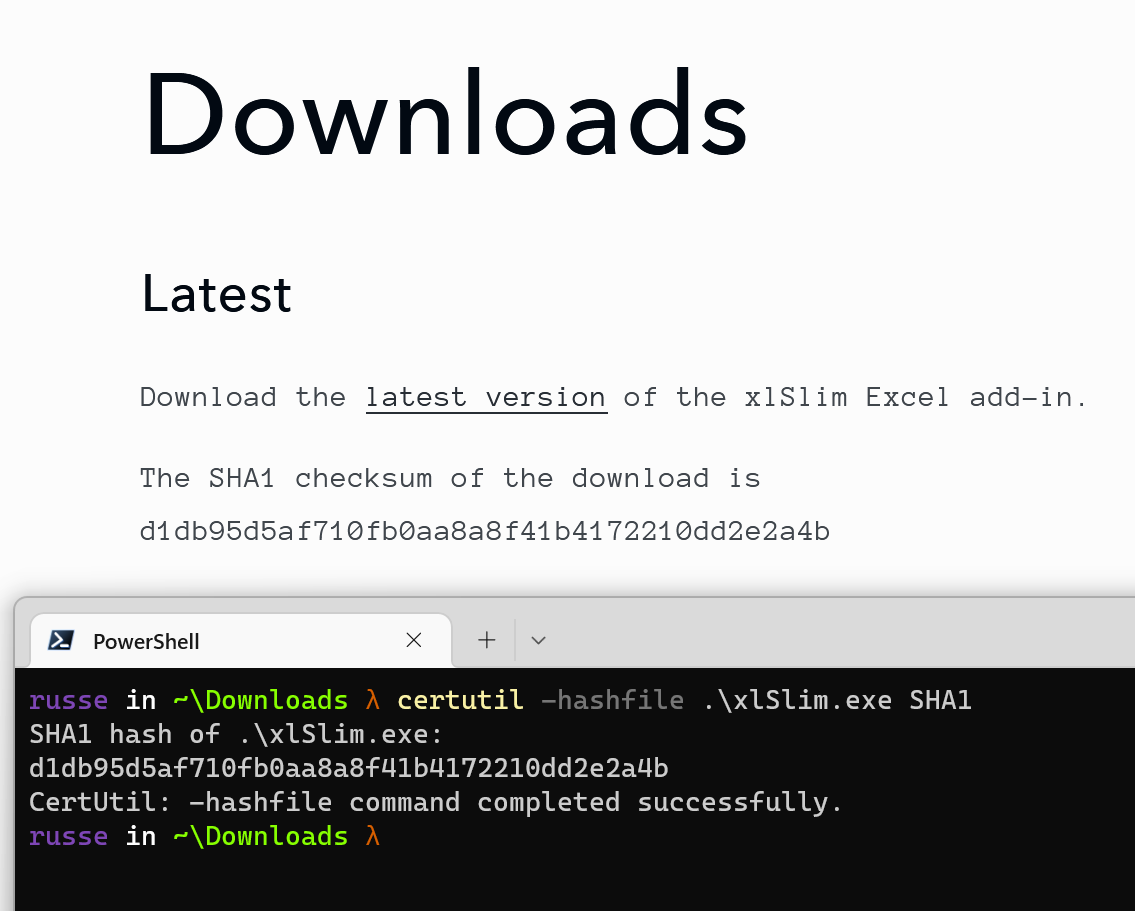 Downloads
Latest
Download the latest version of the xlSlim Excel add-in.
The SHA1 checksum of the download is
d1db95d5af710fb0aa8a8f41b4172210dd2e2a4b
PowerShell
russe in ~\Downloads λ certutil -hashfile .\xlSlim.exe SHA1
SHA1 hash of .\xlSlim.exe:
d1db95d5af710fb0aa8a8f41b4172210dd2e2a4b
CertUtil: -hashfile command completed successfully.
russe in ~\Downloads λ